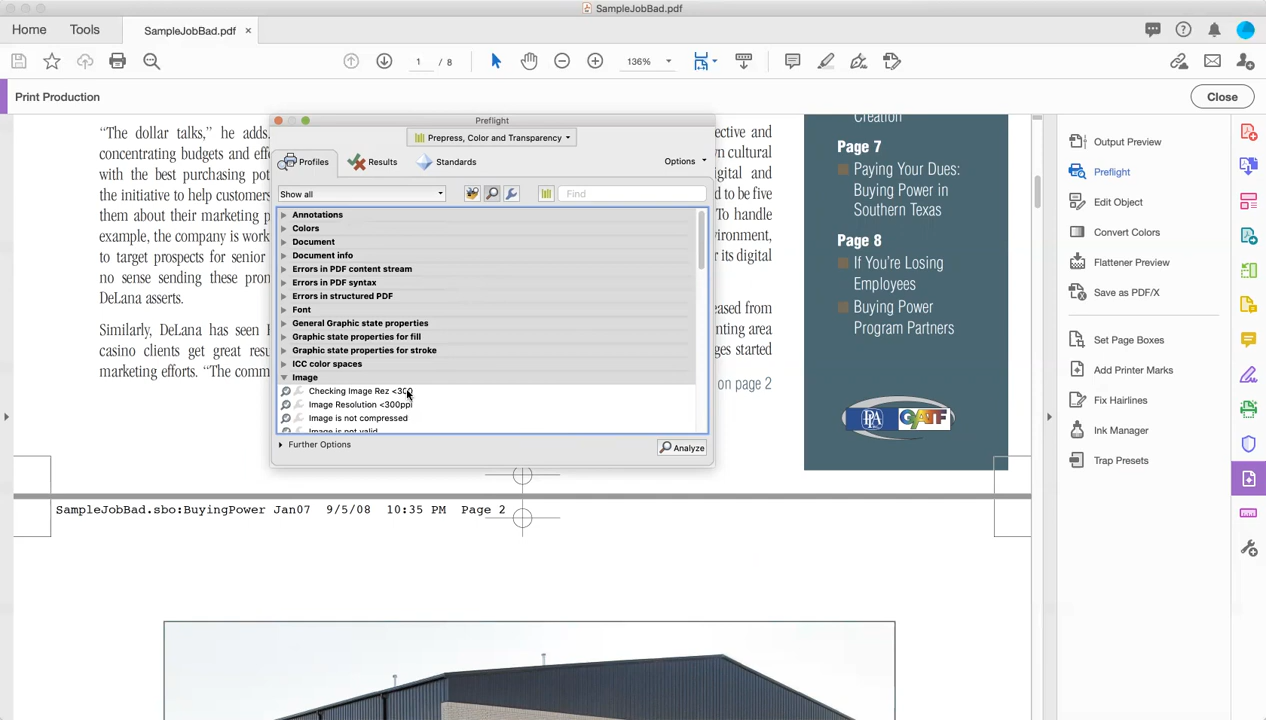 SampleJobBad.pdf
Home Tools SampleJobBad.pdf ×
1 / 8 136%
Print Production Close
Preflight
Prepress, Color and Transparency
Profiles Results Standards Options
Show all Find
Annotations
Colors
Document
Document info
Errors in PDF content stream
Errors in PDF syntax
Errors in structured PDF
Font
General Graphic state properties
Graphic state properties for fill
Graphic state properties for stroke
ICC color spaces
Image
Checking Image Rez <300
Image Resolution <300ppi
Image is not compressed
Image is not valid
Further Options
Analyze
“The dollar talks,” he adds,
concentrating budgets and effe
with the best purchasing pot
the initiative to help customers
them about their marketing p
example, the company is work
to target prospects for senior
no sense sending these pron
DeLana asserts.
Similarly, DeLana has seen
casino clients get great resu
marketing efforts. “The comm
ective and
wn cultural
igital and
d to be five
To handle
vironment,
r its digital
eased from
nting area
ges started
on page 2
Creation
Page 7
Paying Your Dues:
Buying Power in
Southern Texas
Page 8
If You're Losing
Employees
Buying Power
Program Partners
PIA GATF
SampleJobBad.sbo:BuyingPower Jan07 9/5/08 10:35 PM Page 2
Output Preview
Preflight
Edit Object
Convert Colors
Flattener Preview
Save as PDF/X
Set Page Boxes
Add Printer Marks
Fix Hairlines
Ink Manager
Trap Presets